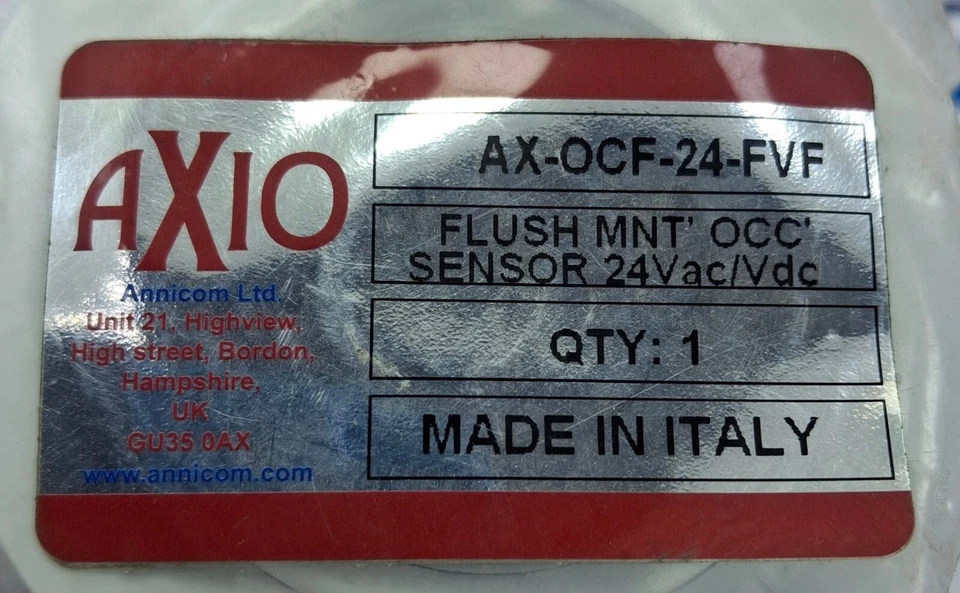 AXIO
Annicom Ltd.
Unit 21, Highview,
High street, Bordon,
Hampshire,
UK
GU35 0AX
www.annicom.com
AX-OCF-24-FVF
FLUSH MNT' OCC'
SENSOR 24Vac/Vdc
QTY: 1
MADE IN ITALY